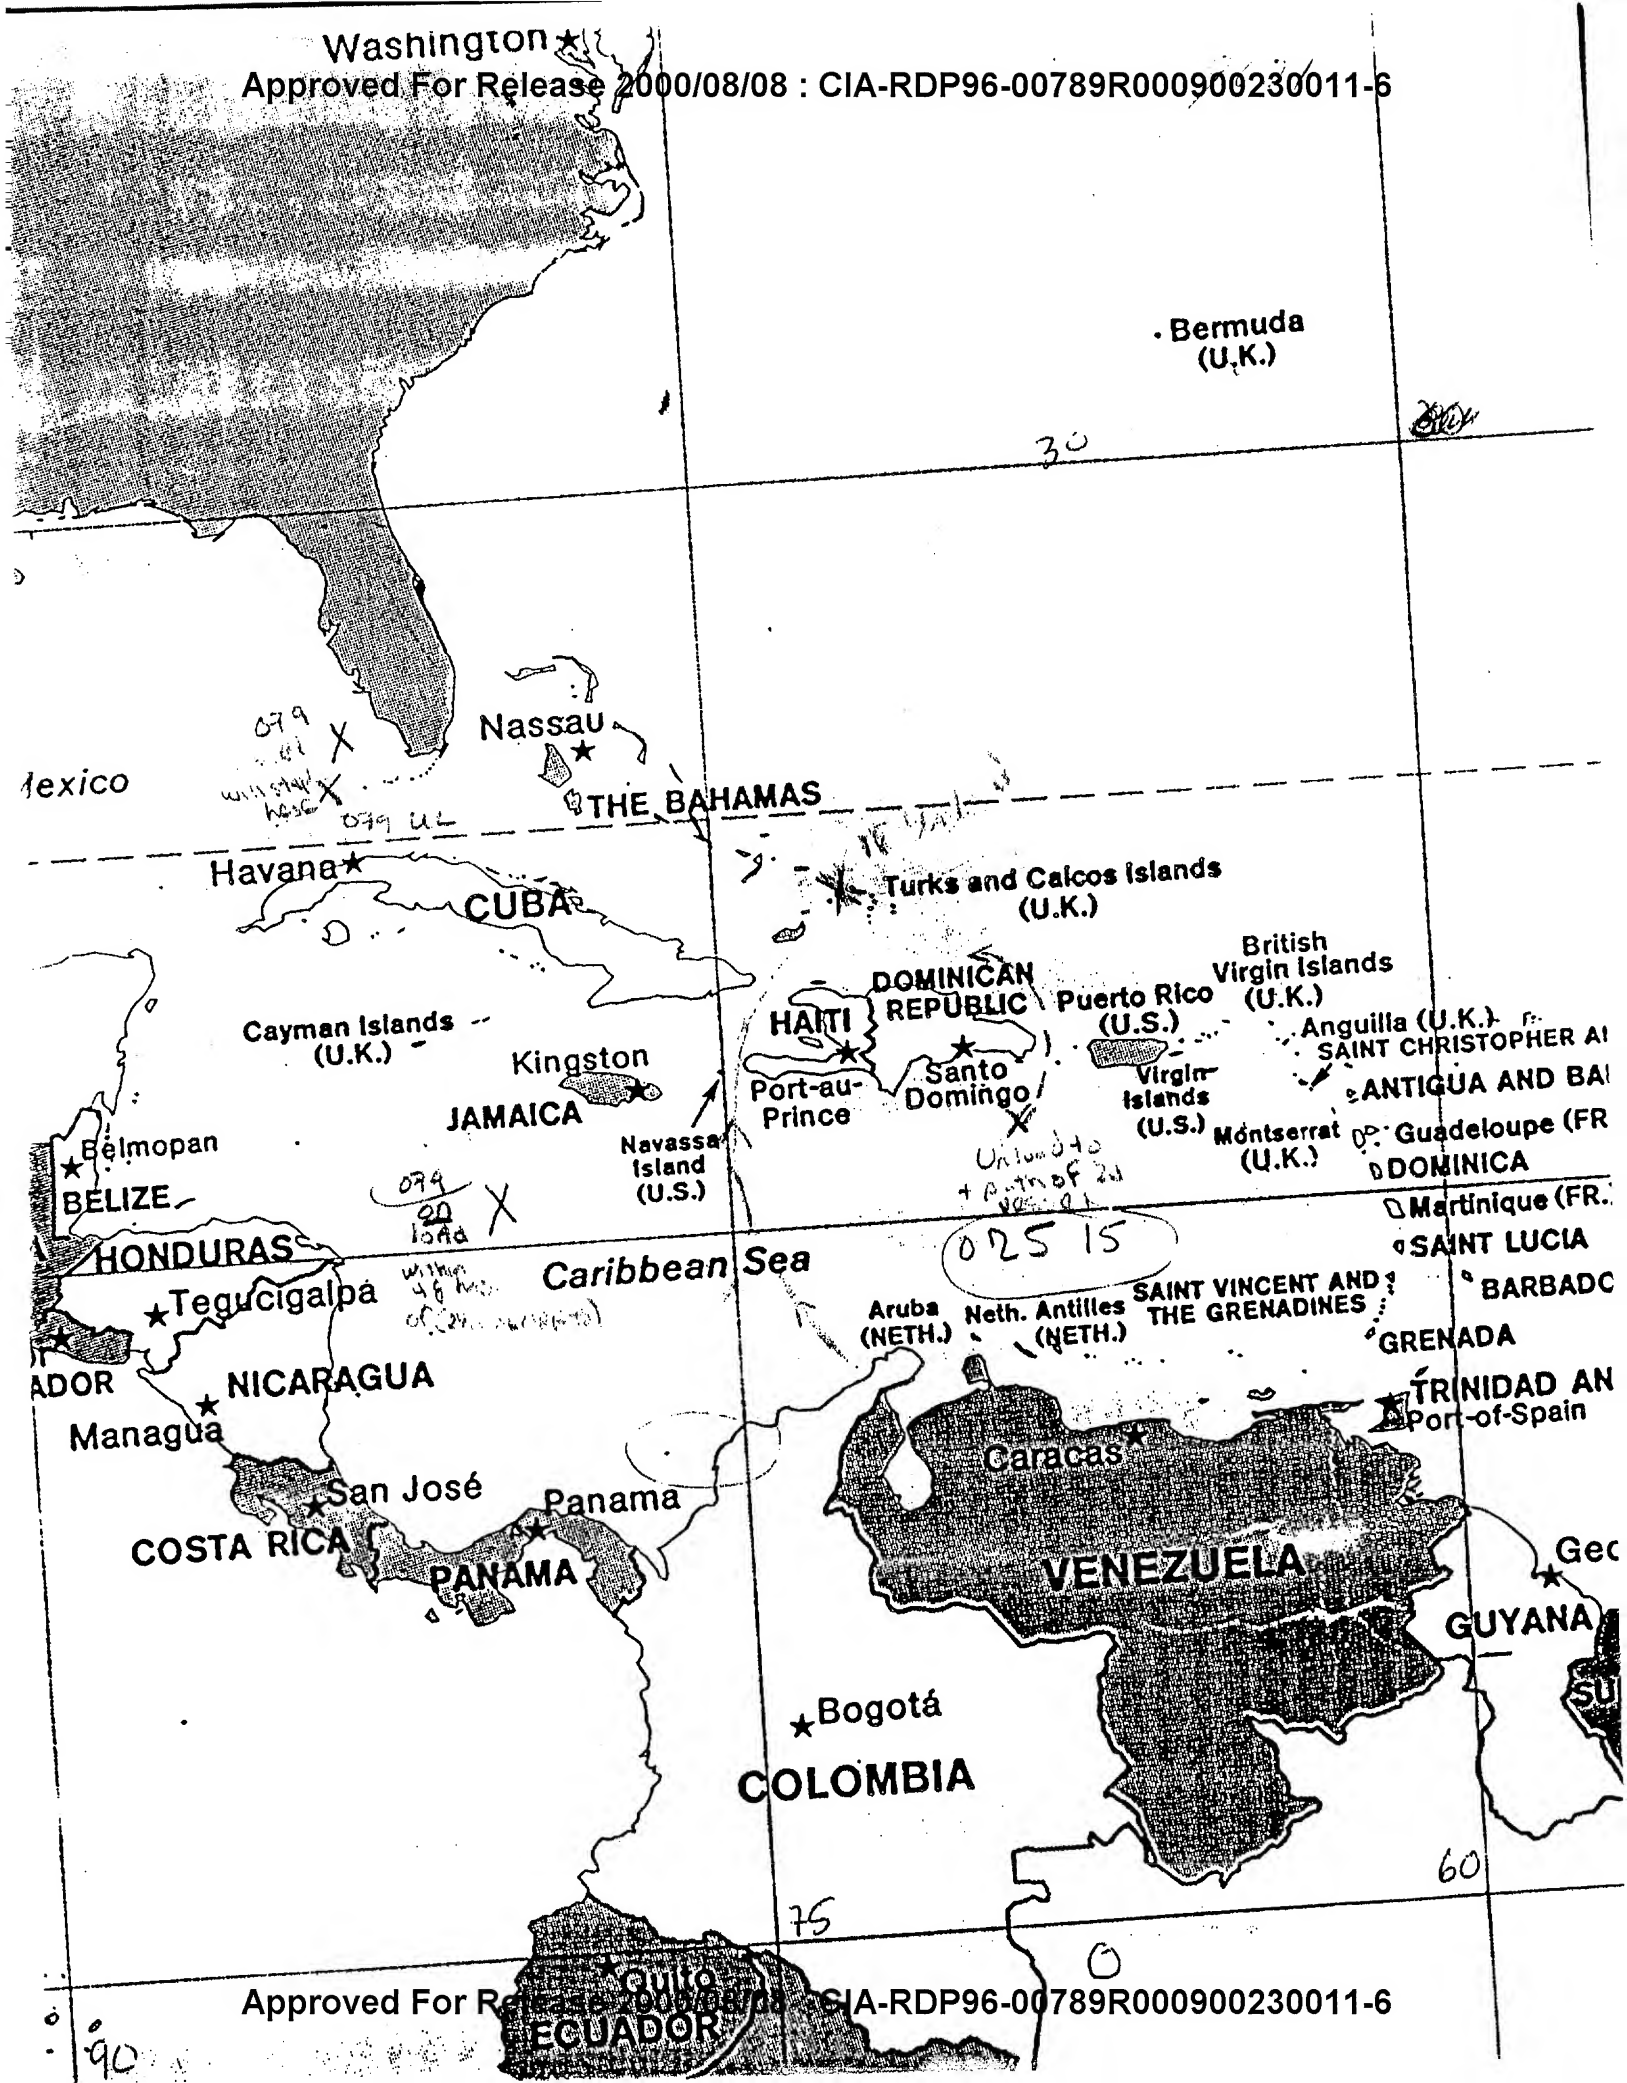 Washington
Approved For Release 2000/08/08 : CIA-RDP96-00789R000900230011-6
Bermuda
(U.K.)
30
Nassau
079
Mexico
079 UL
THE BAHAMAS
Havana
CUBA
Turks and Caicos Islands
(U.K.)
British
Virgin Islands
(U.K.)
DOMINICAN
REPUBLIC
Puerto Rico
(U.S.)
HAITI
Anguilla (U.K.)
SAINT CHRISTOPHER A
Cayman Islands
(U.K.)
Kingston
JAMAICA
Port-au-
Prince
Santo
Domingo
Virgin
Islands
(U.S.)
ANTIGUA AND BA
Navassa
Island
(U.S.)
Montserrat
(U.K.)
Guadeloupe (FR
DOMINICA
Belmopan
BELIZE
079
load
Martinique (FR.
025 15
SAINT LUCIA
HONDURAS
Caribbean Sea
within
Tegucigalpa
Aruba
(NETH.)
Neth. Antilles
(NETH.)
SAINT VINCENT AND
THE GRENADINES
BARBADO
GRENADA
ADOR
NICARAGUA
Managua
TRINIDAD AN
Port-of-Spain
Caracas
San José
COSTA RICA
Panama
PANAMA
VENEZUELA
Geo
GUYANA
SU
Bogotá
COLOMBIA
60
75
0
Quito
Approved For Release 2000/08/08 : CIA-RDP96-00789R000900230011-6
ECUADOR
90